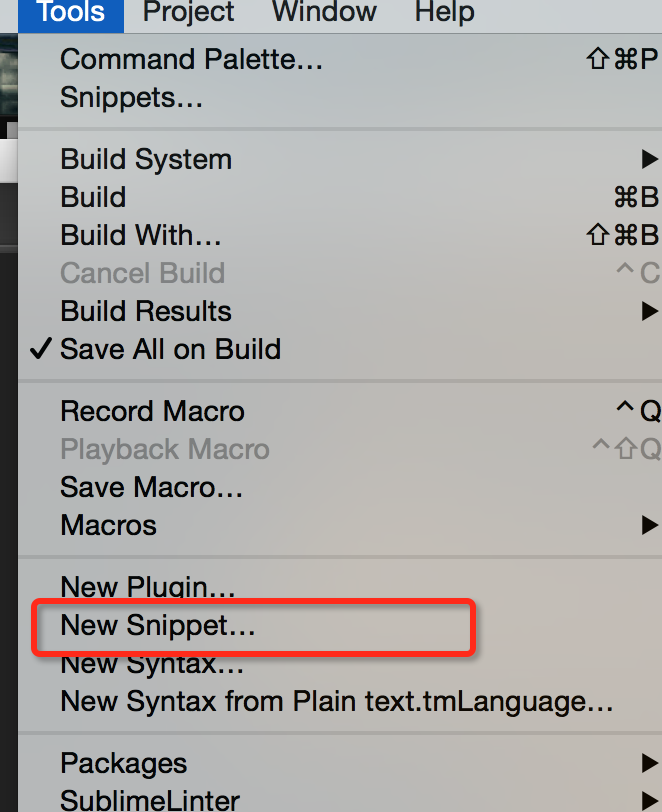 Tools Project Window Help
Command Palette... ⇧⌘P
Snippets...
Build System ▶
Build ⌘B
Build With... ⇧⌘B
Cancel Build ^C
Build Results ▶
✓ Save All on Build
Record Macro ^Q
Playback Macro ^⇧Q
Save Macro...
Macros ▶
New Plugin...
New Snippet...
New Syntax...
New Syntax from Plain text.tmLanguage...
Packages ▶
SublimeLinter ▶